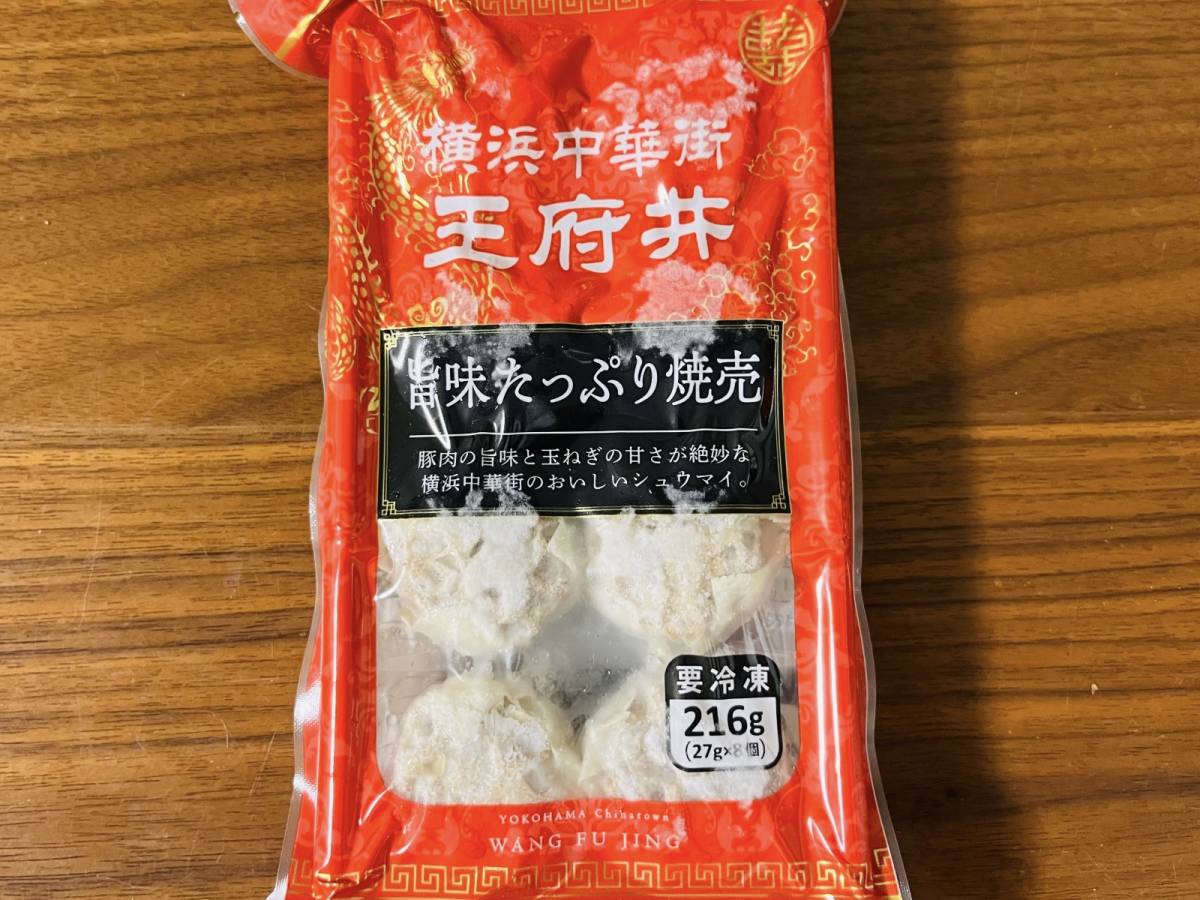 囍
横浜中華街
王府井
旨味たっぷり焼売
豚肉の旨味と玉ねぎの甘さが絶妙な
横浜中華街のおいしいシュウマイ。
要冷凍
216g
(27g×8個)
YOKOHAMA Chinatown
WANG FU JING